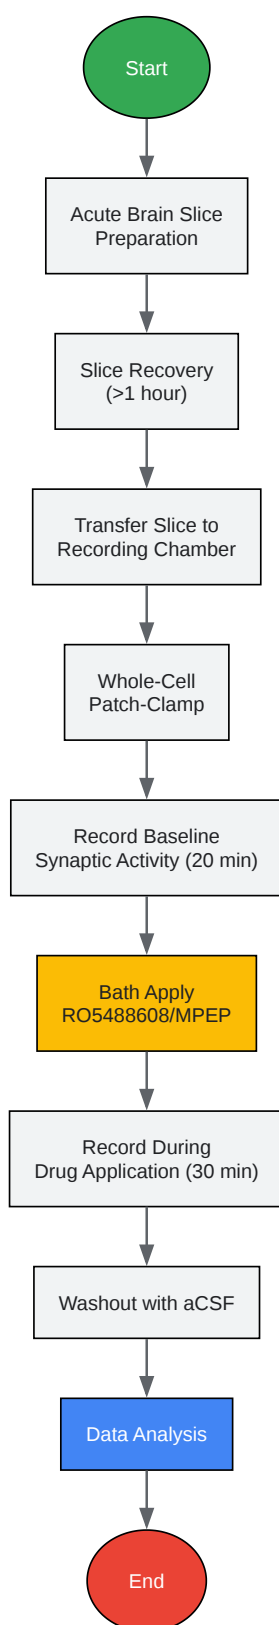 Start
Acute Brain Slice
Preparation
Slice Recovery
(>1 hour)
Transfer Slice to
Recording Chamber
Whole-Cell
Patch-Clamp
Record Baseline
Synaptic Activity (20 min)
Bath Apply
RO5488608/MPEP
Record During
Drug Application (30 min)
Washout with aCSF
Data Analysis
End